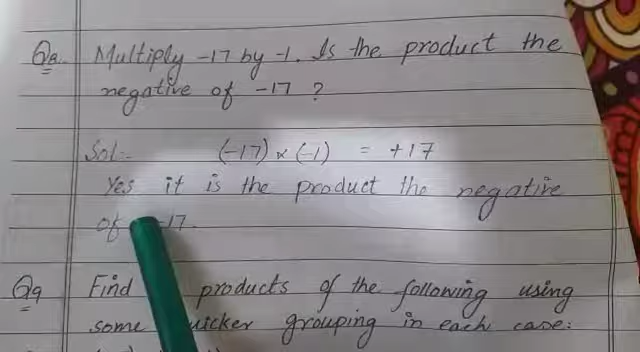 Q8. Multiply -17 by -1. Is the product the
negative of -17 ?
Sol:- (-17) × (-1) = +17
Yes it is the product the negative
of -17.
Q9 Find products of the following using
some quicker grouping in each case: